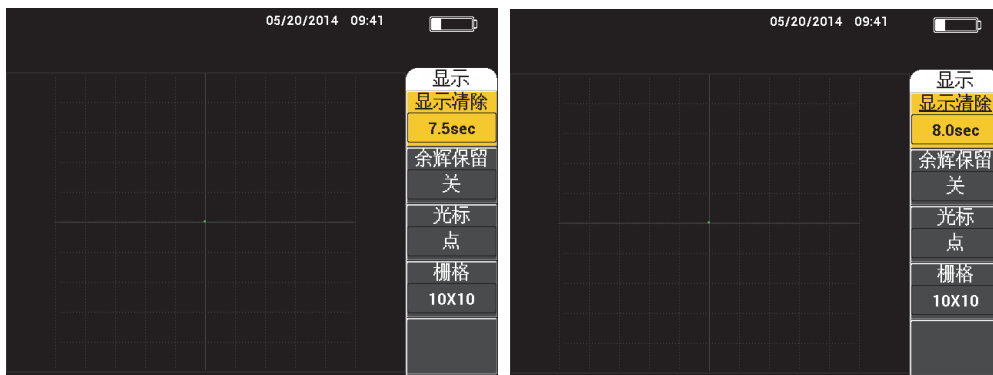 05/20/2014 09:41
显示
显示清除
7.5sec
余辉保留
关
光标
点
栅格
10X10
05/20/2014 09:41
显示
显示清除
8.0sec
余辉保留
关
光标
点
栅格
10X10